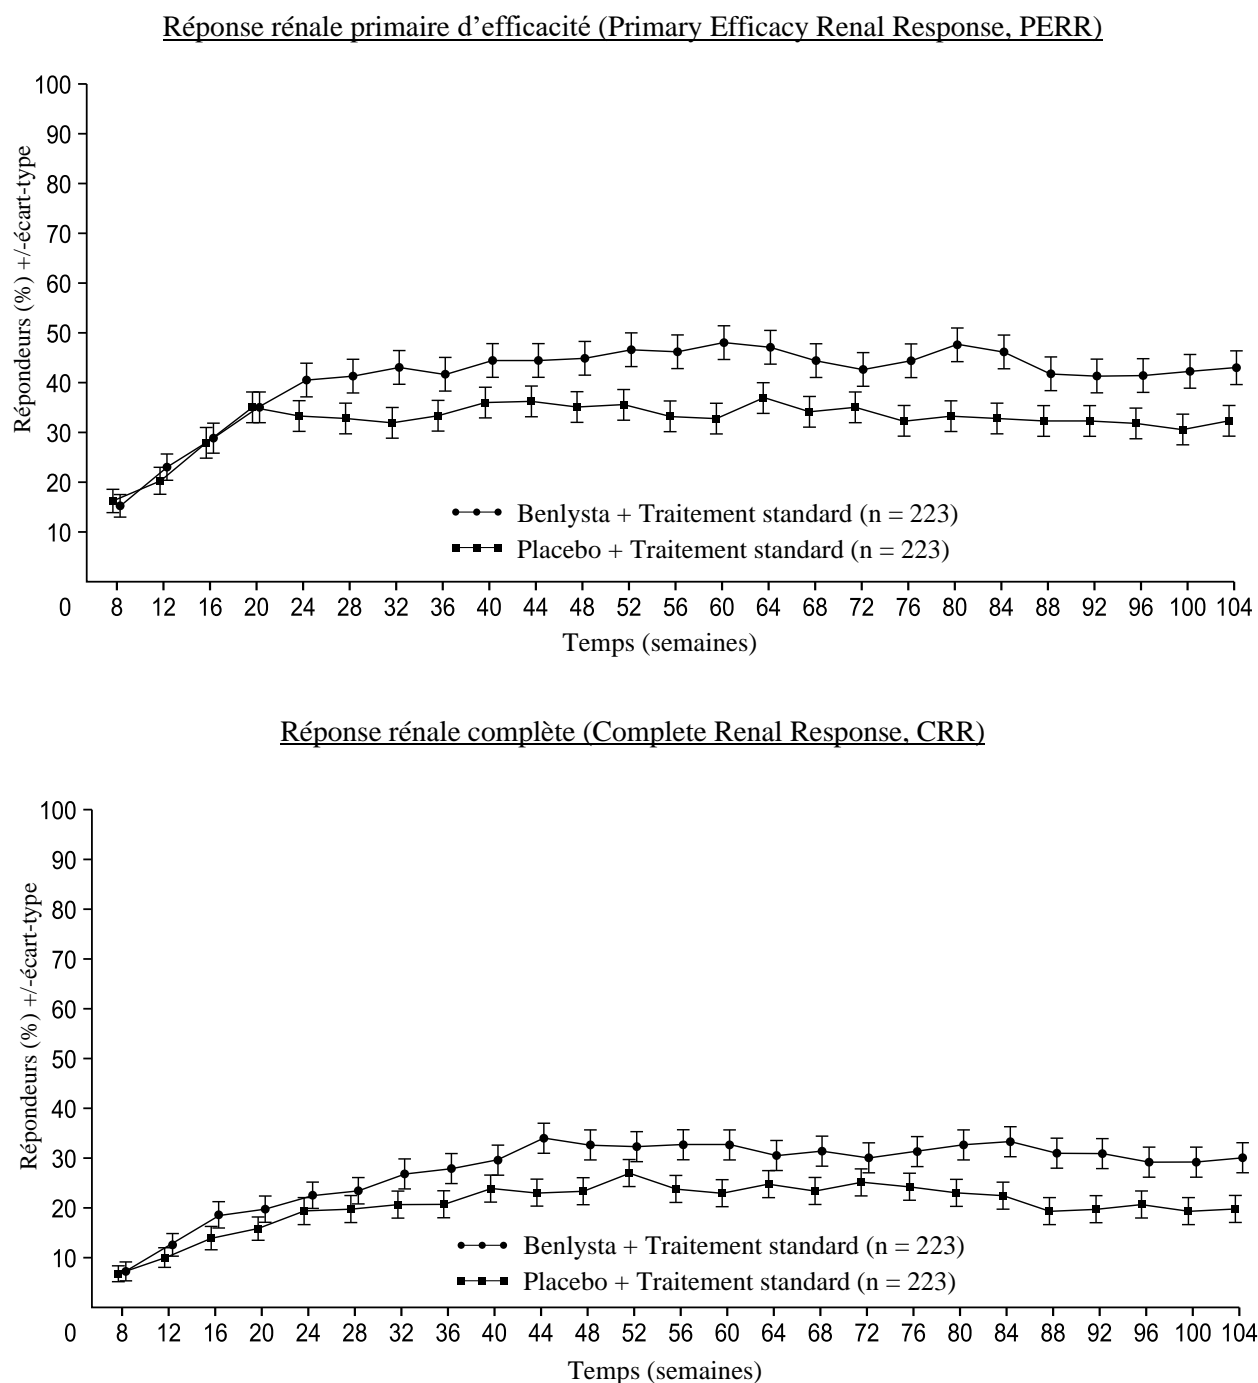 Réponse rénale primaire d’efficacité (Primary Efficacy Renal Response, PERR)
Répondeurs (%) +/-écart-type
100
90
80
70
60
50
40
30
20
10
0
Benlysta + Traitement standard (n = 223)
Placebo + Traitement standard (n = 223)
8 12 16 20 24 28 32 36 40 44 48 52 56 60 64 68 72 76 80 84 88 92 96 100 104
Temps (semaines)
Réponse rénale complète (Complete Renal Response, CRR)
Répondeurs (%) +/-écart-type
100
90
80
70
60
50
40
30
20
10
0
Benlysta + Traitement standard (n = 223)
Placebo + Traitement standard (n = 223)
8 12 16 20 24 28 32 36 40 44 48 52 56 60 64 68 72 76 80 84 88 92 96 100 104
Temps (semaines)